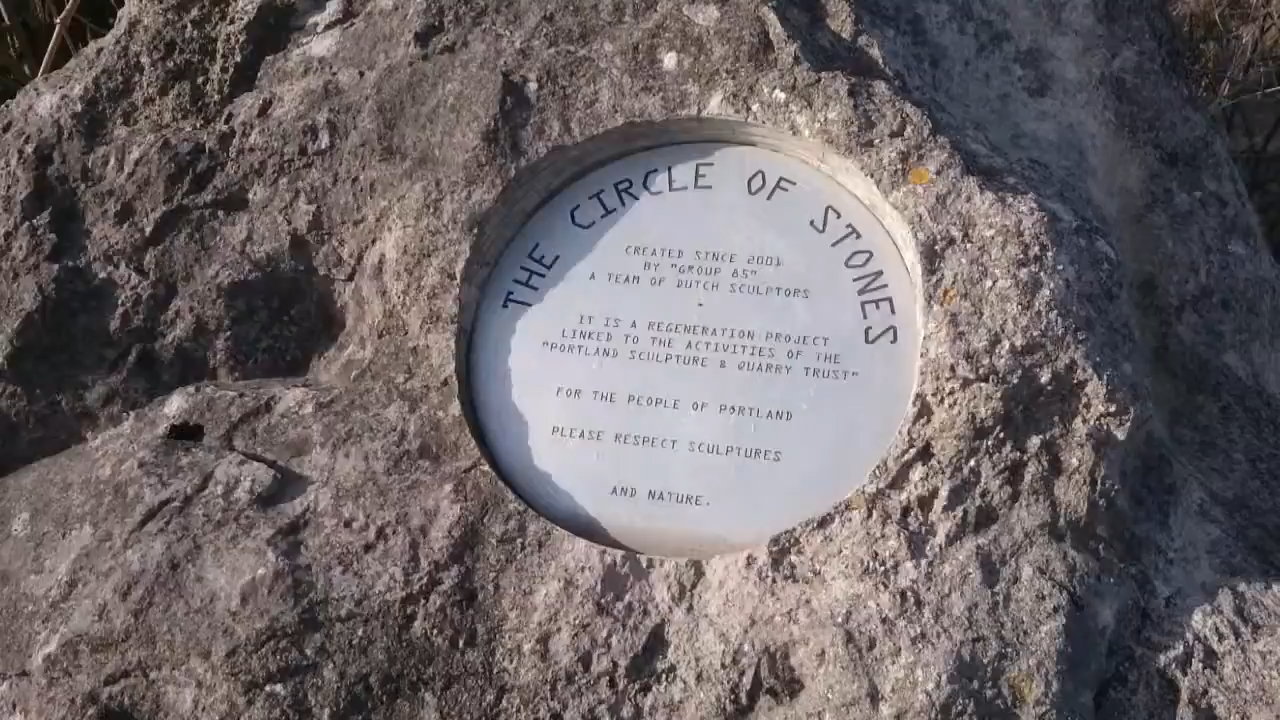 THE CIRCLE OF STONES
CREATED SINCE 2001
BY "GROUP 85"
A TEAM OF DUTCH SCULPTORS
IT IS A REGENERATION PROJECT
LINKED TO THE ACTIVITIES OF THE
"PORTLAND SCULPTURE & QUARRY TRUST"
FOR THE PEOPLE OF PORTLAND
PLEASE RESPECT SCULPTURES
AND NATURE.